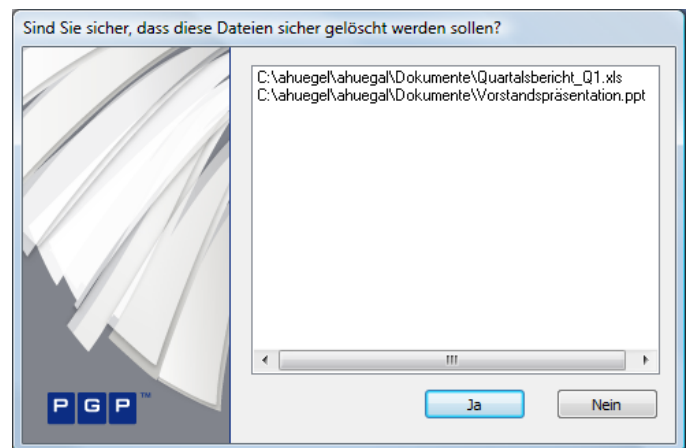 Sind Sie sicher, dass diese Dateien sicher gelöscht werden sollen?
C:\ahuegel\ahuegal\Dokumente\Quartalsbericht_Q1.xls
C:\ahuegel\ahuegal\Dokumente\Vorstandspräsentation.ppt
PGP™
Ja
Nein